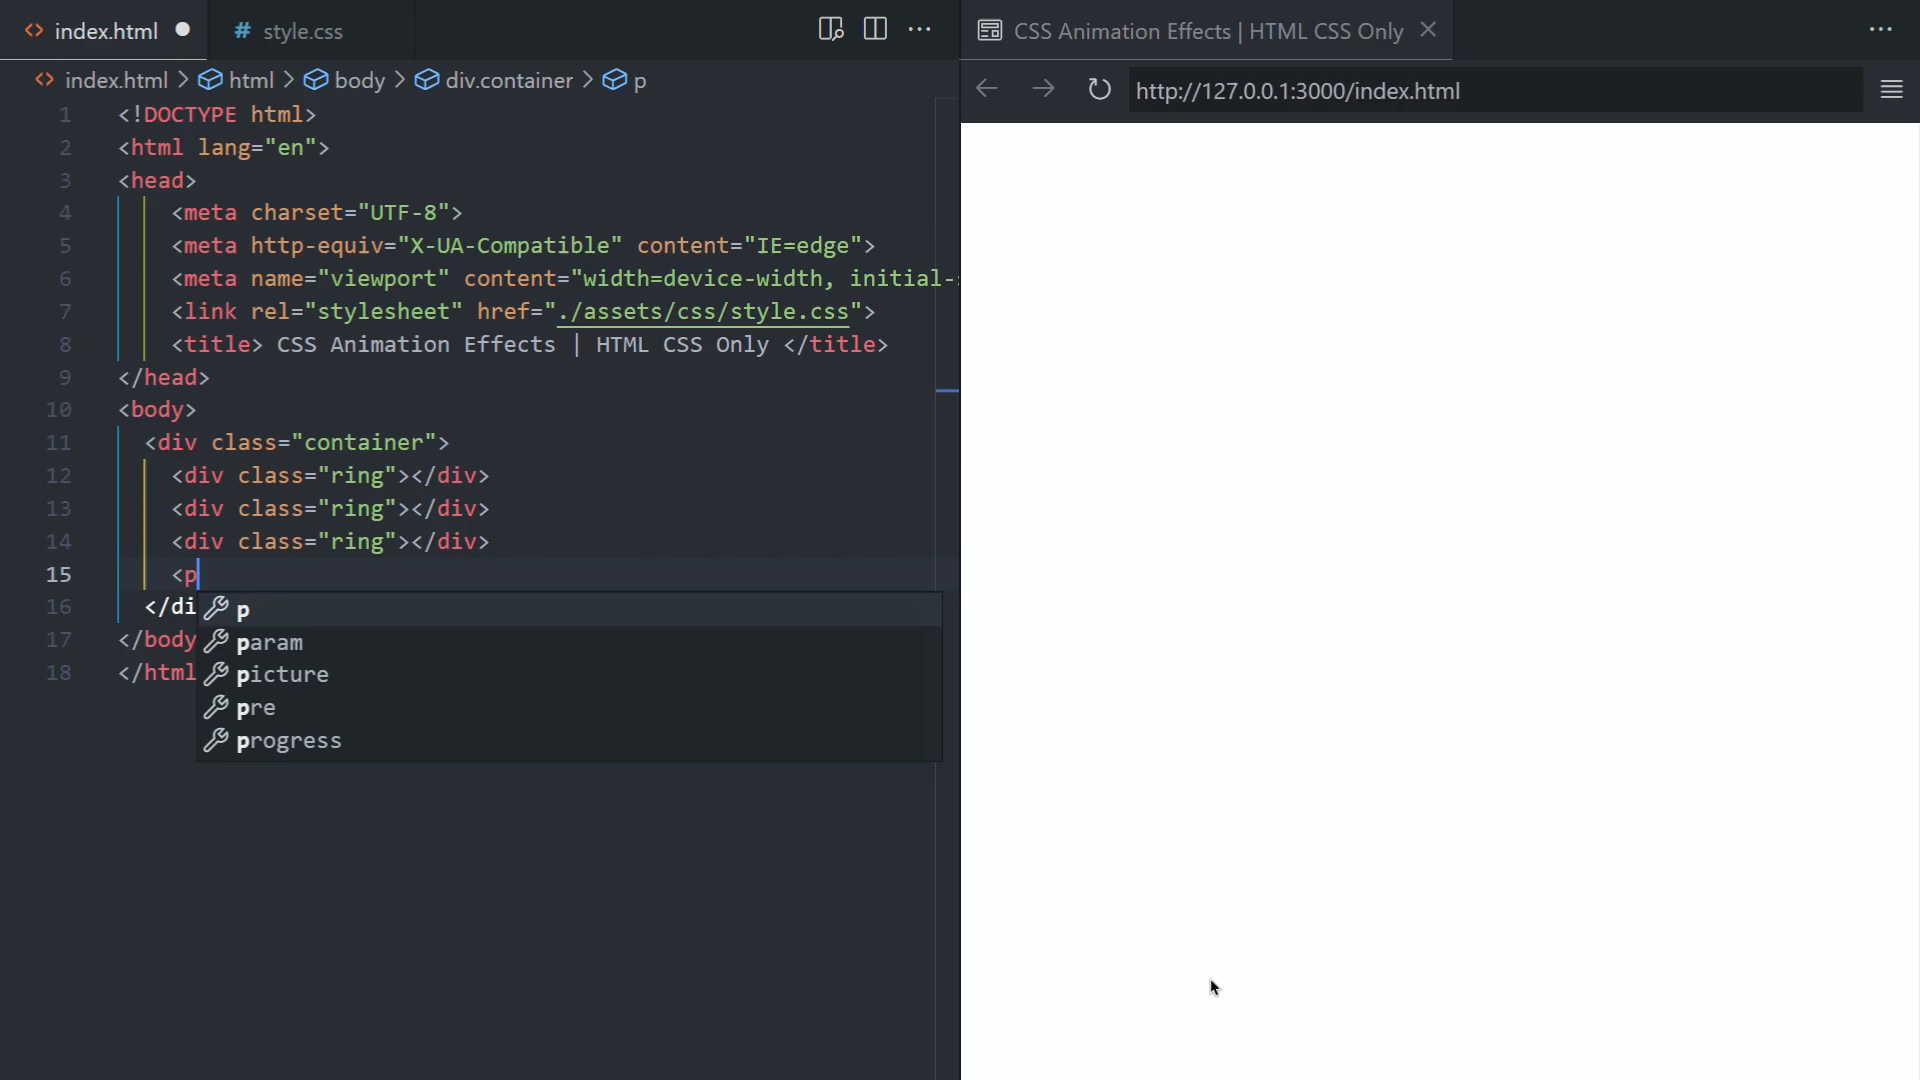 index.html
# style.css
CSS Animation Effects | HTML CSS Only
index.html > html > body > div.container > p
http://127.0.0.1:3000/index.html
1 <!DOCTYPE html>
2 <html lang="en">
3 <head>
4 <meta charset="UTF-8">
5 <meta http-equiv="X-UA-Compatible" content="IE=edge">
6 <meta name="viewport" content="width=device-width, initial-
7 <link rel="stylesheet" href="./assets/css/style.css">
8 <title> CSS Animation Effects | HTML CSS Only </title>
9 </head>
10 <body>
11 <div class="container">
12 <div class="ring"></div>
13 <div class="ring"></div>
14 <div class="ring"></div>
15 <p
16 </di
p
param
17 </body
picture
18 </html
pre
progress